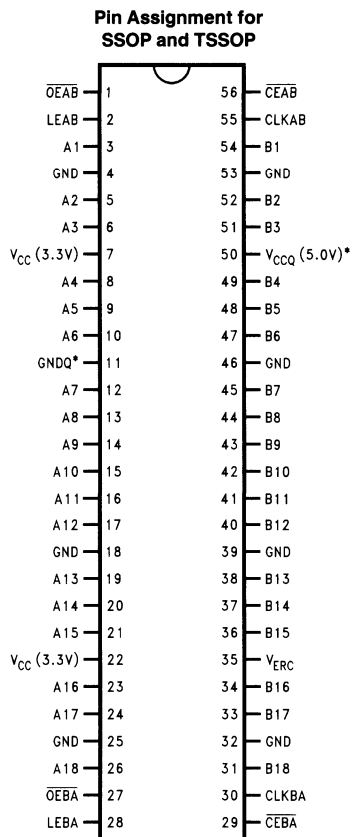 Pin Assignment for
SSOP and TSSOP
OEAB 1 56 CEAB
LEAB 2 55 CLKAB
A1 3 54 B1
GND 4 53 GND
A2 5 52 B2
A3 6 51 B3
VCC (3.3V) 7 50 VCCQ (5.0V)*
A4 8 49 B4
A5 9 48 B5
A6 10 47 B6
GNDQ* 11 46 GND
A7 12 45 B7
A8 13 44 B8
A9 14 43 B9
A10 15 42 B10
A11 16 41 B11
A12 17 40 B12
GND 18 39 GND
A13 19 38 B13
A14 20 37 B14
A15 21 36 B15
VCC (3.3V) 22 35 VERC
A16 23 34 B16
A17 24 33 B17
GND 25 32 GND
A18 26 31 B18
OEBA 27 30 CLKBA
LEBA 28 29 CEBA